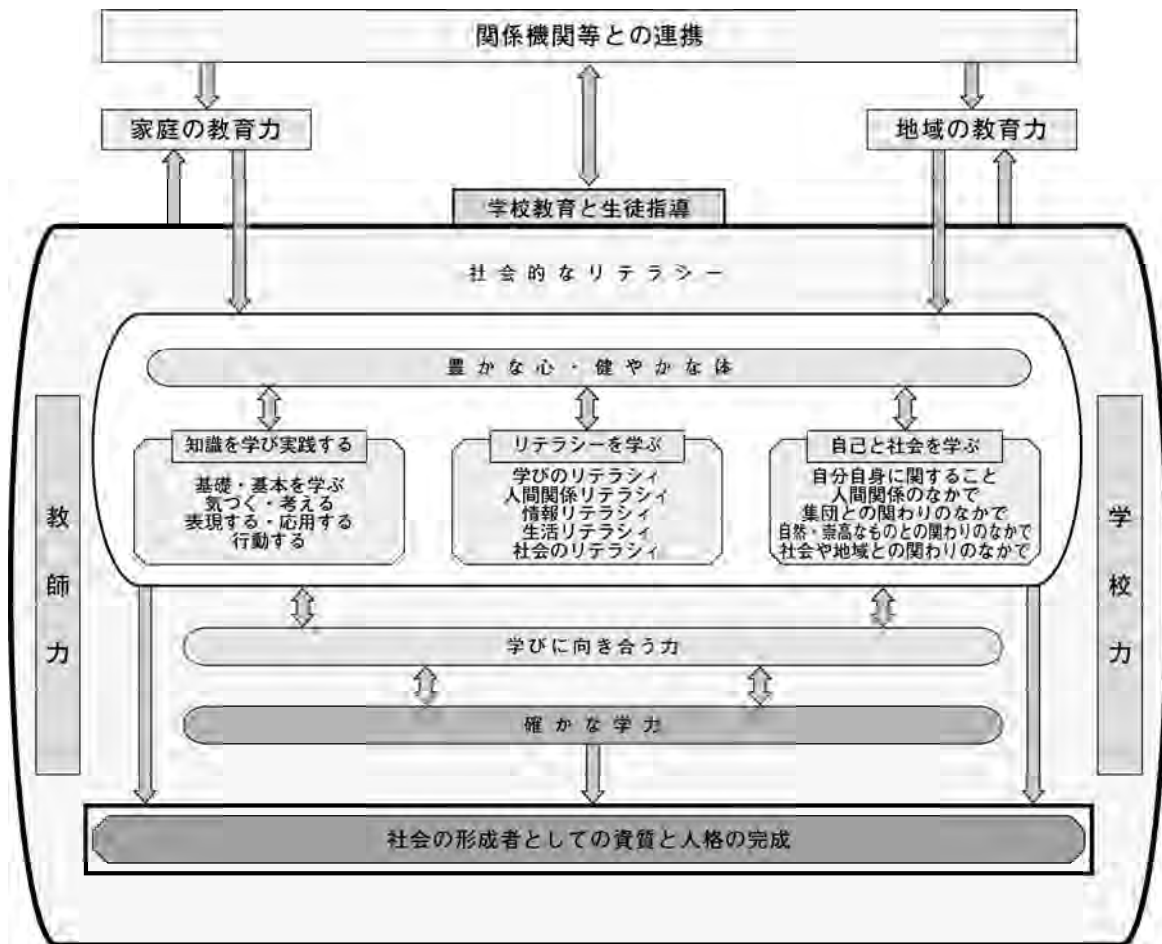 関係機関等との連携
家庭の教育力
地域の教育力
学校教育と生徒指導
社会的なリテラシー
豊かな心・健やかな体
知識を学び実践する
基礎・基本を学ぶ
気づく・考える
表現する・応用する
行動する
リテラシーを学ぶ
学びのリテラシィ
人間関係リテラシィ
情報リテラシィ
生活リテラシィ
社会のリテラシィ
自己と社会を学ぶ
自分自身に関すること
人間関係のなかで
集団との関わりのなかで
自然・崇高なものとの関わりのなかで
社会や地域との関わりのなかで
教師力
学校力
学びに向き合う力
確かな学力
社会の形成者としての資質と人格の完成